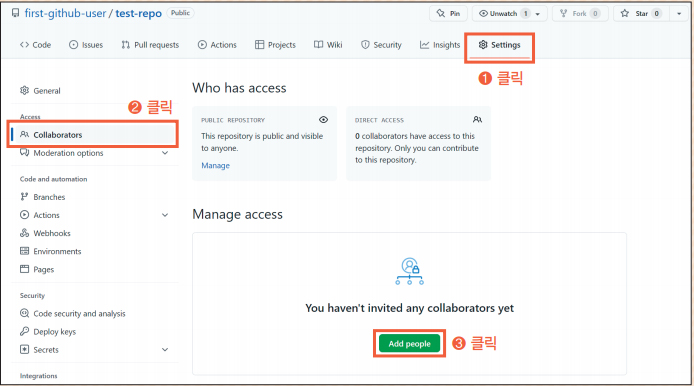 first-github-user / test-repo Public
Pin
Unwatch 1
Fork 0
Star 0
Code
Issues
Pull requests
Actions
Projects
Wiki
Security
Insights
Settings
❶ 클릭
General
Access
❷ 클릭
Collaborators
Moderation options
Code and automation
Branches
Actions
Webhooks
Environments
Pages
Security
Code security and analysis
Deploy keys
Secrets
Integrations
Who has access
PUBLIC REPOSITORY
This repository is public and visible
to anyone.
Manage
DIRECT ACCESS
0 collaborators have access to this
repository. Only you can contribute
to this repository.
Manage access
You haven't invited any collaborators yet
Add people
❸ 클릭